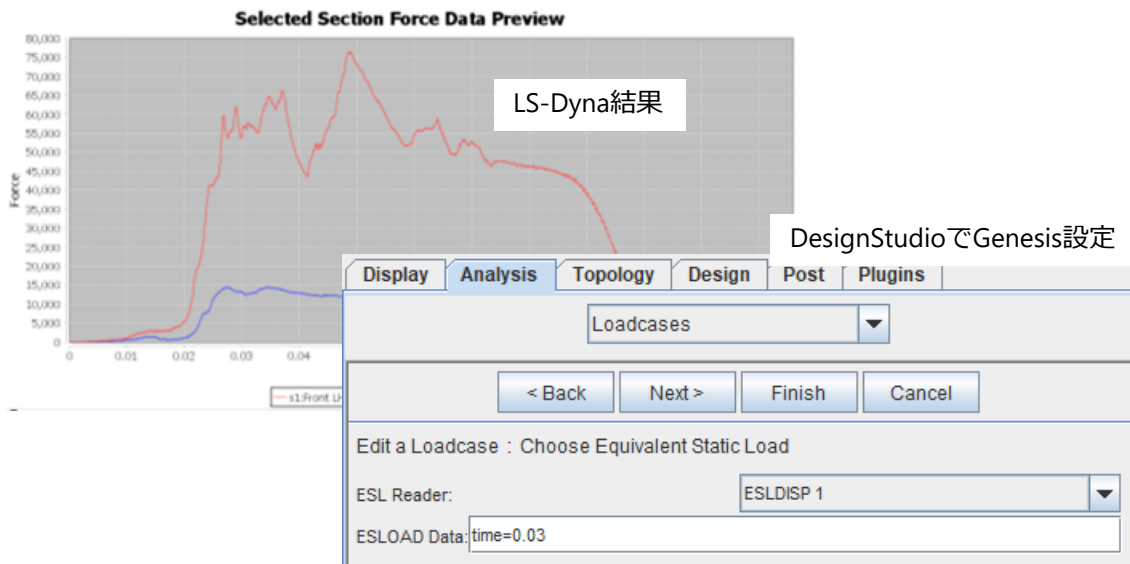 Selected Section Force Data Preview
80,000
75,000
70,000
65,000
60,000
55,000
50,000
45,000
40,000
35,000
30,000
25,000
20,000
15,000
10,000
5,000
0
Force
0 0.01 0.02 0.03 0.04
s1:Front LH
LS-Dyna結果
DesignStudioでGenesis設定
Display Analysis Topology Design Post Plugins
Loadcases
< Back Next > Finish Cancel
Edit a Loadcase : Choose Equivalent Static Load
ESL Reader: ESLDISP 1
ESLOAD Data: time=0.03